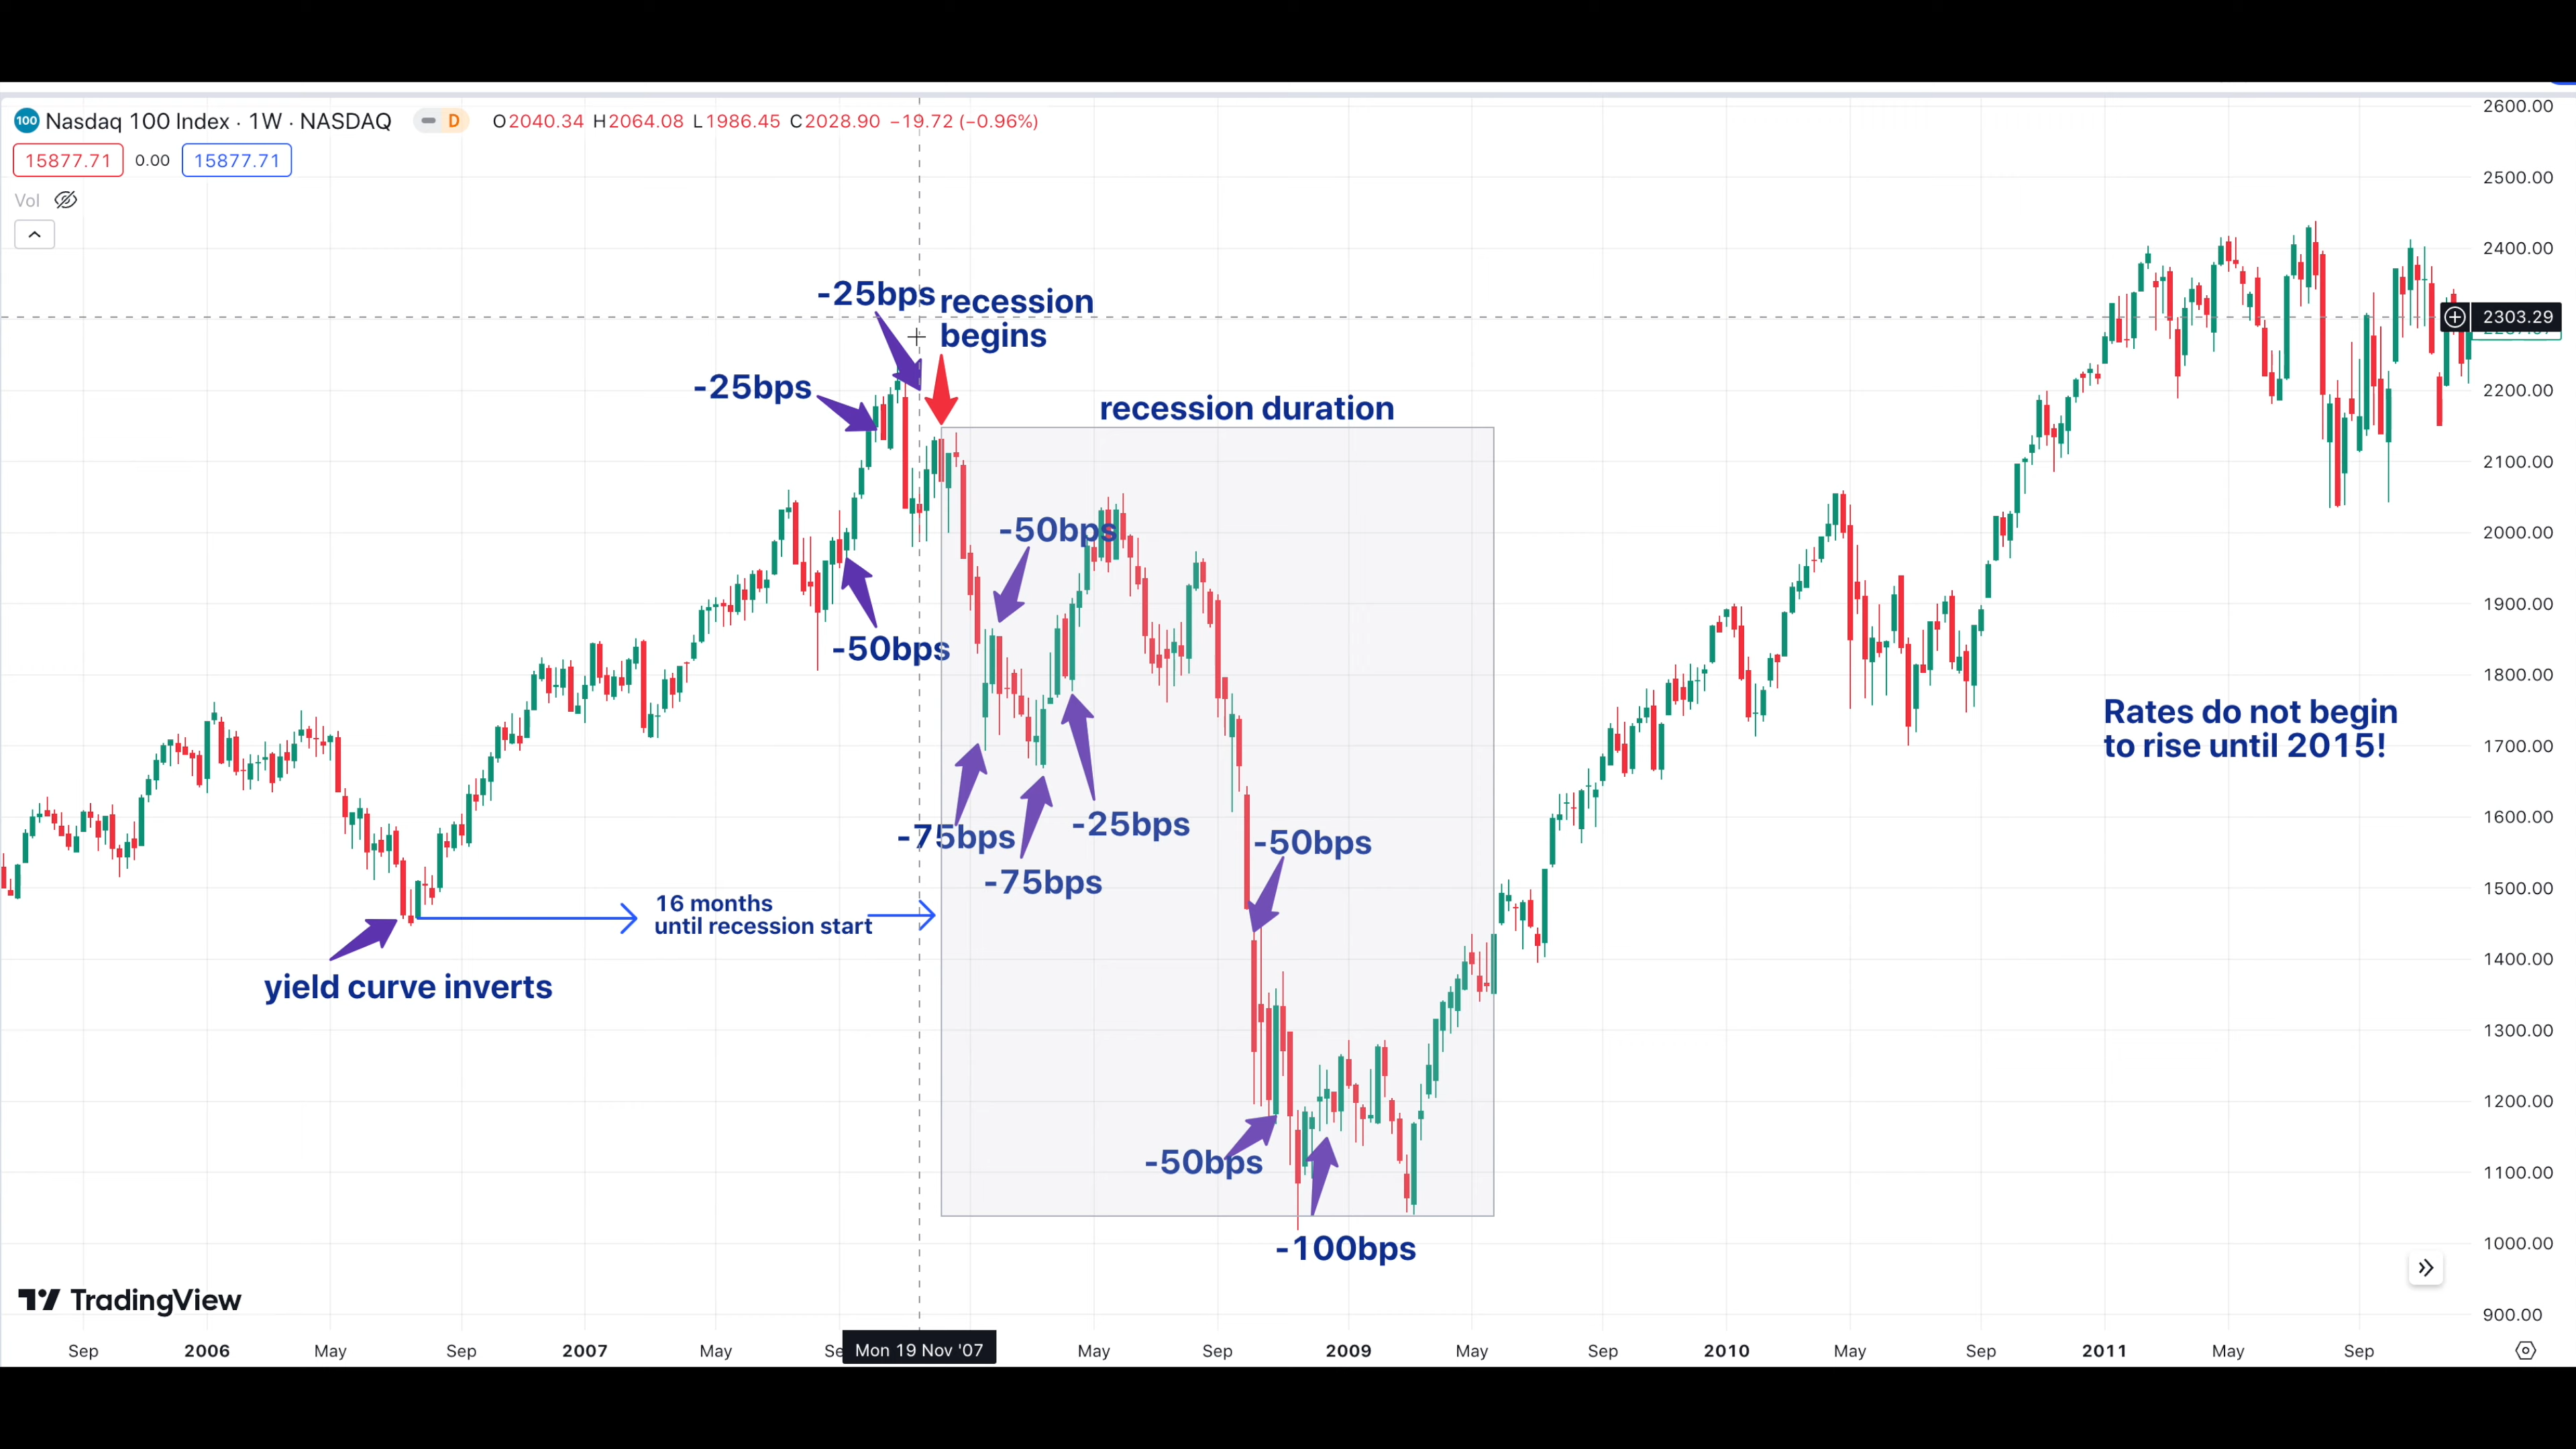 100 Nasdaq 100 Index · 1W · NASDAQ D O2040.34 H2064.08 L1986.45 C2028.90 −19.72 (−0.96%)
15877.71 0.00 15877.71
Vol
2600.00
2500.00
2400.00
2303.29
2200.00
2100.00
2000.00
1900.00
1800.00
1700.00
1600.00
1500.00
1400.00
1300.00
1200.00
1100.00
1000.00
900.00
-25bps
recession
begins
-25bps
recession duration
-50bps
-50bps
Rates do not begin
to rise until 2015!
-75bps
-25bps
-50bps
-75bps
16 months
until recession start
yield curve inverts
-50bps
-100bps
TradingView
Sep 2006 May Sep 2007 May Mon 19 Nov '07 May Sep 2009 May Sep 2010 May Sep 2011 May Sep